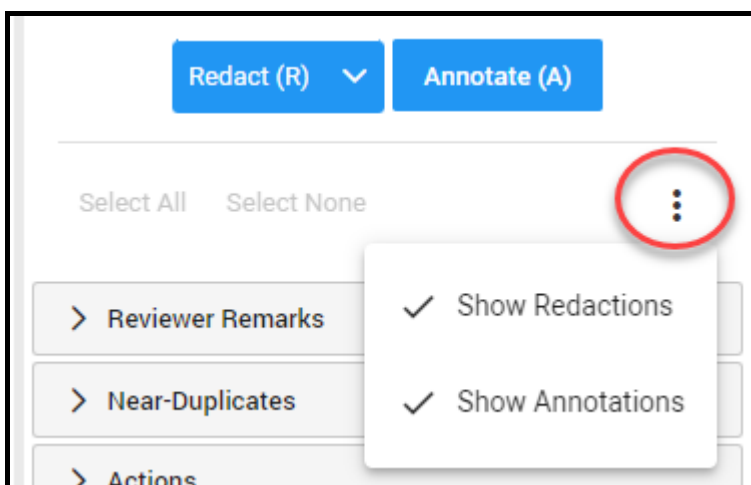 Redact (R) Annotate (A)
Select All Select None
Show Redactions
Reviewer Remarks
Near-Duplicates
Show Annotations
Actions